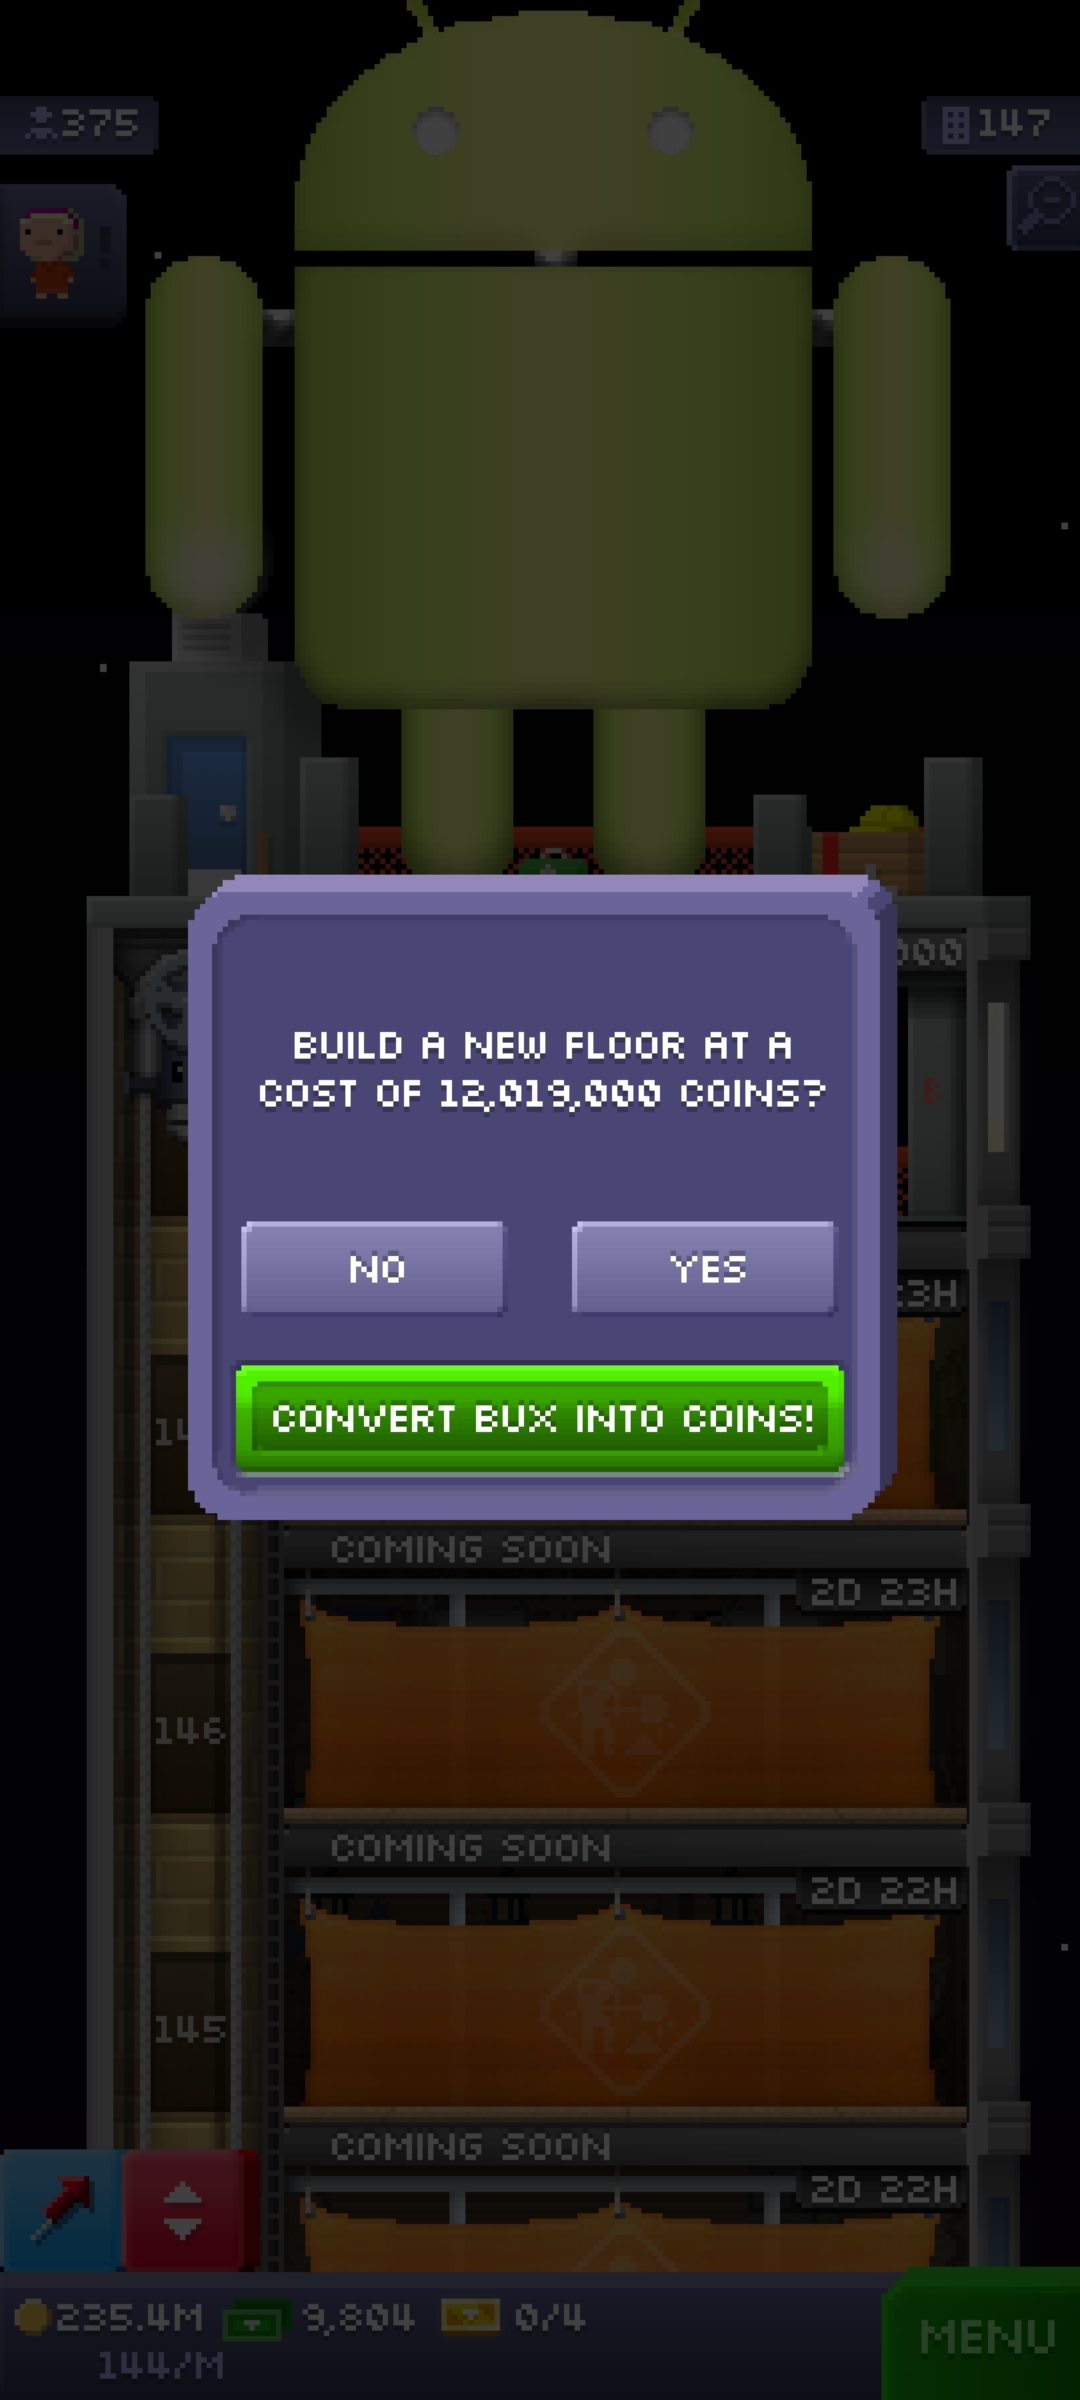 375
147
000
BUILD A NEW FLOOR AT A
COST OF 12,019,000 COINS?
NO
YES
CONVERT BUX INTO COINS!
COMING SOON
2D 23H
146
COMING SOON
2D 22H
145
COMING SOON
2D 22H
235.4M
9,804
0/4
144/M
MENU